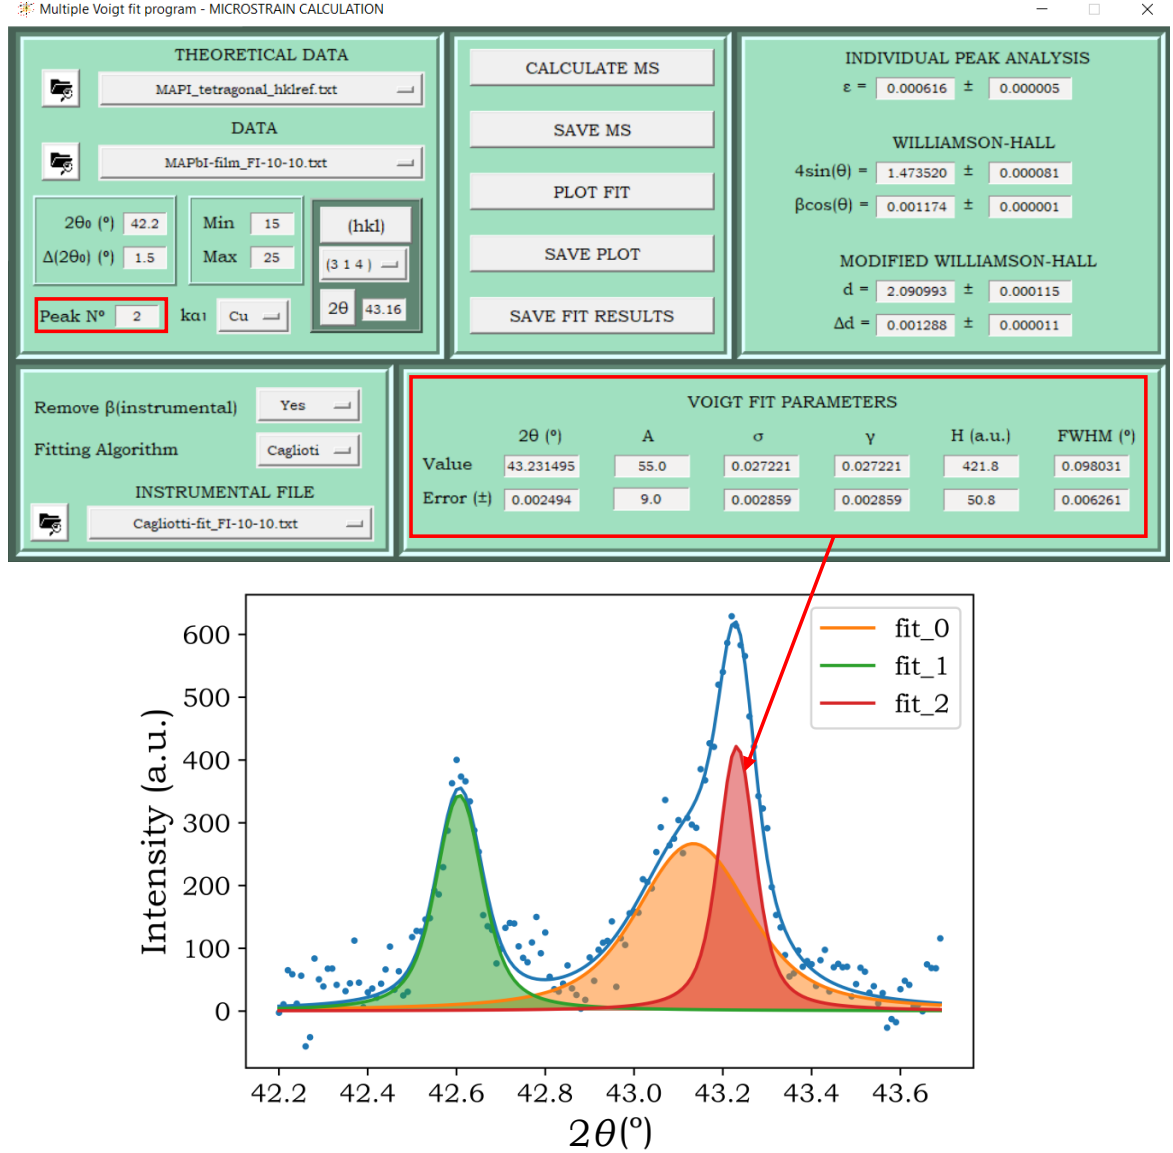 Multiple Voigt fit program - MICROSTRAIN CALCULATION
THEORETICAL DATA
MAPI_tetragonal_hklref.txt
DATA
MAPbI-film_FI-10-10.txt
2θ₀ (º) 42.2
Δ(2θ₀) (º) 1.5
Min 15
Max 25
(hkl)
(3 1 4 )
2θ 43.16
Peak Nº 2
kα₁ Cu
CALCULATE MS
SAVE MS
PLOT FIT
SAVE PLOT
SAVE FIT RESULTS
INDIVIDUAL PEAK ANALYSIS
ε = 0.000616 ± 0.000005
WILLIAMSON-HALL
4sin(θ) = 1.473520 ± 0.000081
βcos(θ) = 0.001174 ± 0.000001
MODIFIED WILLIAMSON-HALL
d = 2.090993 ± 0.000115
Δd = 0.001288 ± 0.000011
Remove β(instrumental) Yes
Fitting Algorithm Caglioti
INSTRUMENTAL FILE
Cagliotti-fit_FI-10-10.txt
VOIGT FIT PARAMETERS
2θ (º) A σ γ H (a.u.) FWHM (º)
Value 43.231495 55.0 0.027221 0.027221 421.8 0.098031
Error (±) 0.002494 9.0 0.002859 0.002859 50.8 0.006261
fit_0
fit_1
fit_2
Intensity (a.u.)
600
500
400
300
200
100
0
42.2 42.4 42.6 42.8 43.0 43.2 43.4 43.6
2θ(º)